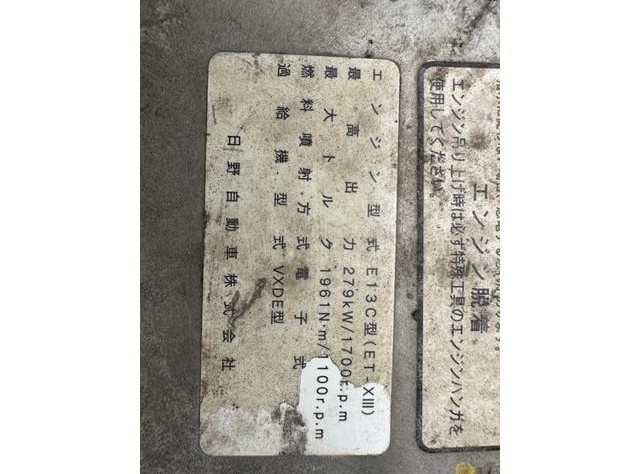 エンジン型式 E13C型(ET-XIII)
最高出力 279kW/1700r.p.m
最大トルク 1961N・m/1100r.p.m
燃料噴射方式 電子式
過給機型式 VXDE型
日野自動車株式会社
エンジン脱着
エンジン吊り上げ時は必ず特殊工具のエンジンハンガを
使用してください。